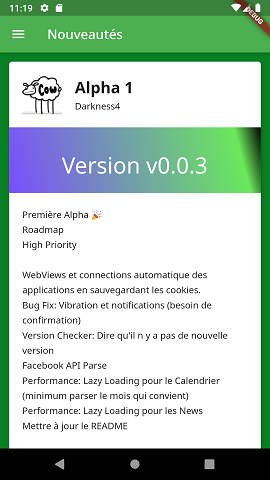 11:19
DEBUG
Nouveautés
Cow
Alpha 1
Darkness4
Version v0.0.3
Première Alpha 🎉
Roadmap
High Priority
WebViews et connections automatique des
applications en sauvegardant les cookies.
Bug Fix: Vibration et notifications (besoin de
confirmation)
Version Checker: Dire qu'il n y a pas de nouvelle
version
Facebook API Parse
Performance: Lazy Loading pour le Calendrier
(minimum parser le mois qui convient)
Performance: Lazy Loading pour les News
Mettre à jour le README